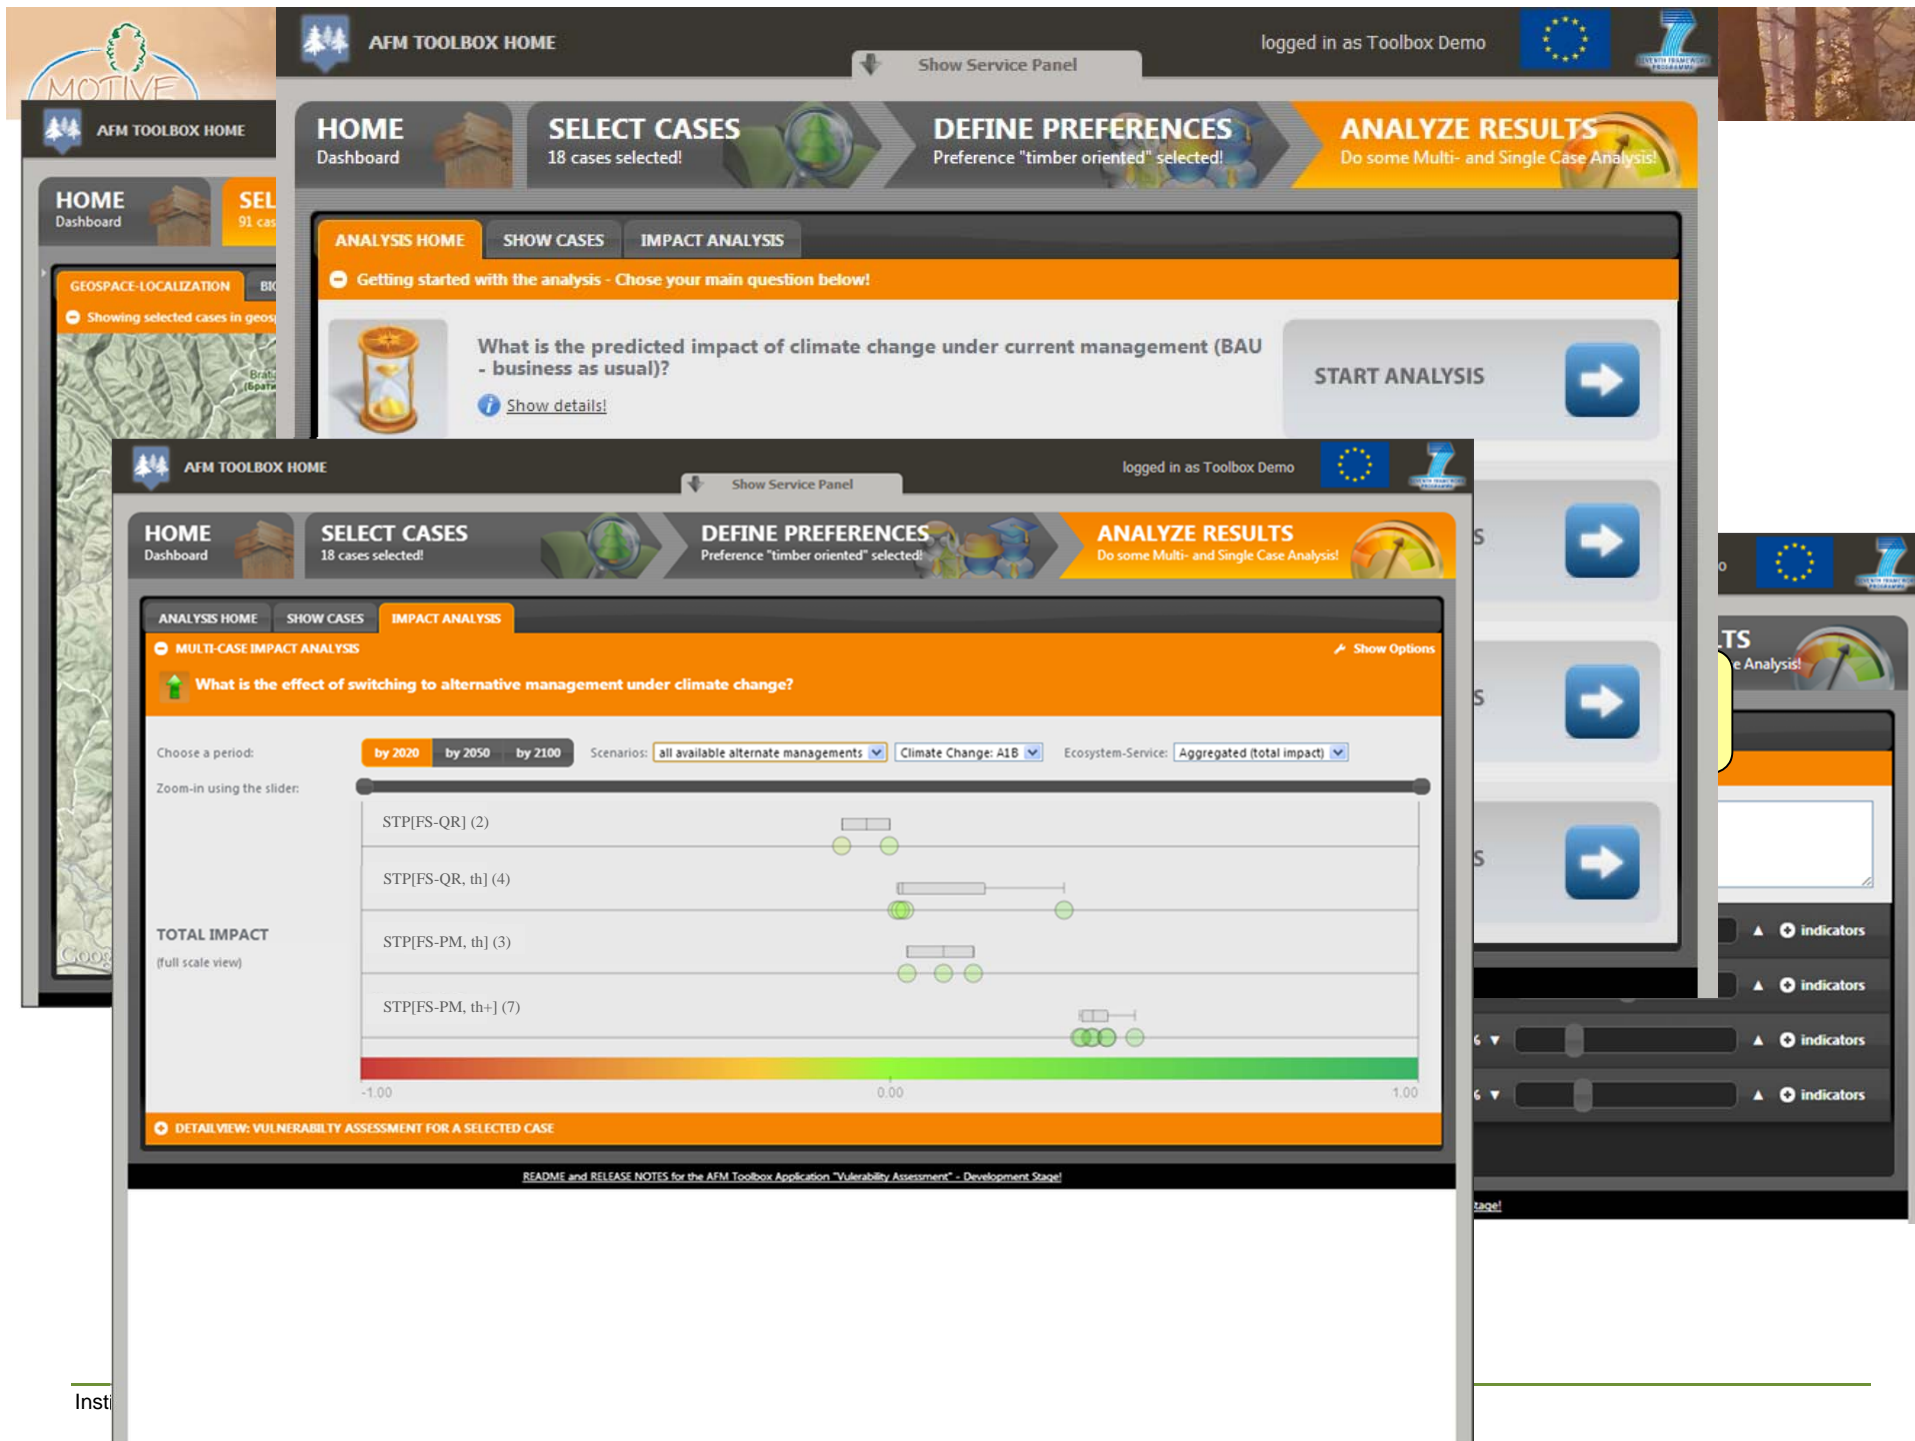 MOTIVE
AFM TOOLBOX HOME
Show Service Panel
logged in as Toolbox Demo
SEVENTH FRAMEWORK
PROGRAMME
HOME
Dashboard
SELECT CASES
18 cases selected!
DEFINE PREFERENCES
Preference "timber oriented" selected!
ANALYZE RESULTS
Do some Multi- and Single Case Analysis!
ANALYSIS HOME
SHOW CASES
IMPACT ANALYSIS
Getting started with the analysis - Chose your main question below!
What is the predicted impact of climate change under current management (BAU
- business as usual)?
Show details!
START ANALYSIS
AFM TOOLBOX HOME
HOME
Dashboard
SEL
91 cas
GEOSPACE-LOCALIZATION
BIO
Showing selected cases in geosp
AFM TOOLBOX HOME
Show Service Panel
logged in as Toolbox Demo
HOME
Dashboard
SELECT CASES
18 cases selected!
DEFINE PREFERENCES
Preference "timber oriented" selected!
ANALYZE RESULTS
Do some Multi- and Single Case Analysis!
ANALYSIS HOME
SHOW CASES
IMPACT ANALYSIS
MULTI-CASE IMPACT ANALYSIS
Show Options
What is the effect of switching to alternative management under climate change?
Choose a period:
by 2020
by 2050
by 2100
Scenarios:
all available alternate managements
Climate Change: A1B
Ecosystem-Service:
Aggregated (total impact)
Zoom-in using the slider:
STP[FS-QR] (2)
STP[FS-QR, th] (4)
STP[FS-PM, th] (3)
STP[FS-PM, th+] (7)
TOTAL IMPACT
(full scale view)
-1.00
0.00
1.00
DETAILVIEW: VULNERABILTY ASSESSMENT FOR A SELECTED CASE
README and RELEASE NOTES for the AFM Toolbox Application "Vulerability Assessment" - Development Stage!
S
S
S
o
LTS
e Analysis!
indicators
indicators
% indicators
% indicators
tage!
Insti